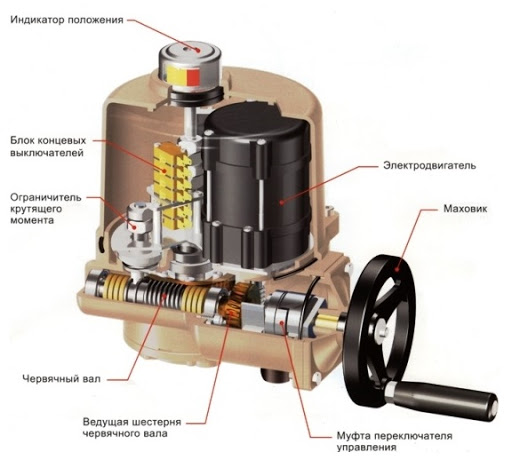 Индикатор положения
Блок концевых
выключателей
Ограничитель
крутящего
момента
Электродвигатель
Маховик
Червячный вал
Ведущая шестерня
червячного вала
Муфта переключателя
управления